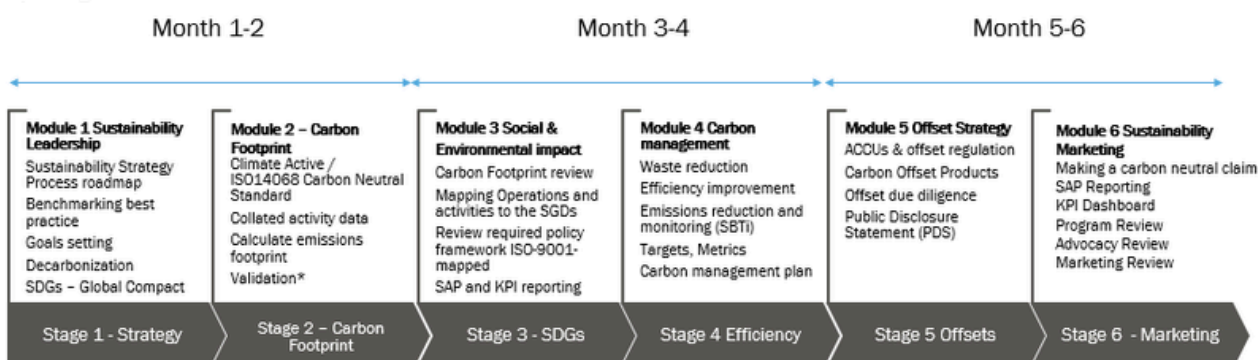 Month 1-2
Month 3-4
Month 5-6
Module 1 Sustainability
Leadership
Sustainability Strategy
Process roadmap
Benchmarking best
practice
Goals setting
Decarbonization
SDGs – Global Compact
Module 2 – Carbon
Footprint
Climate Active /
ISO14068 Carbon Neutral
Standard
Collated activity data
Calculate emissions
footprint
Validation*
Module 3 Social &
Environmental impact
Carbon Footprint review
Mapping Operations and
activities to the SGDs
Review required policy
framework ISO-9001-
mapped
SAP and KPI reporting
Module 4 Carbon
management
Waste reduction
Efficiency improvement
Emissions reduction and
monitoring (SBTi)
Targets, Metrics
Carbon management plan
Module 5 Offset Strategy
ACCUs & offset regulation
Carbon Offset Products
Offset due diligence
Public Disclosure
Statement (PDS)
Module 6 Sustainability
Marketing
Making a carbon neutral claim
SAP Reporting
KPI Dashboard
Program Review
Advocacy Review
Marketing Review
Stage 1 - Strategy
Stage 2 – Carbon
Footprint
Stage 3 - SDGs
Stage 4 Efficiency
Stage 5 Offsets
Stage 6 - Marketing